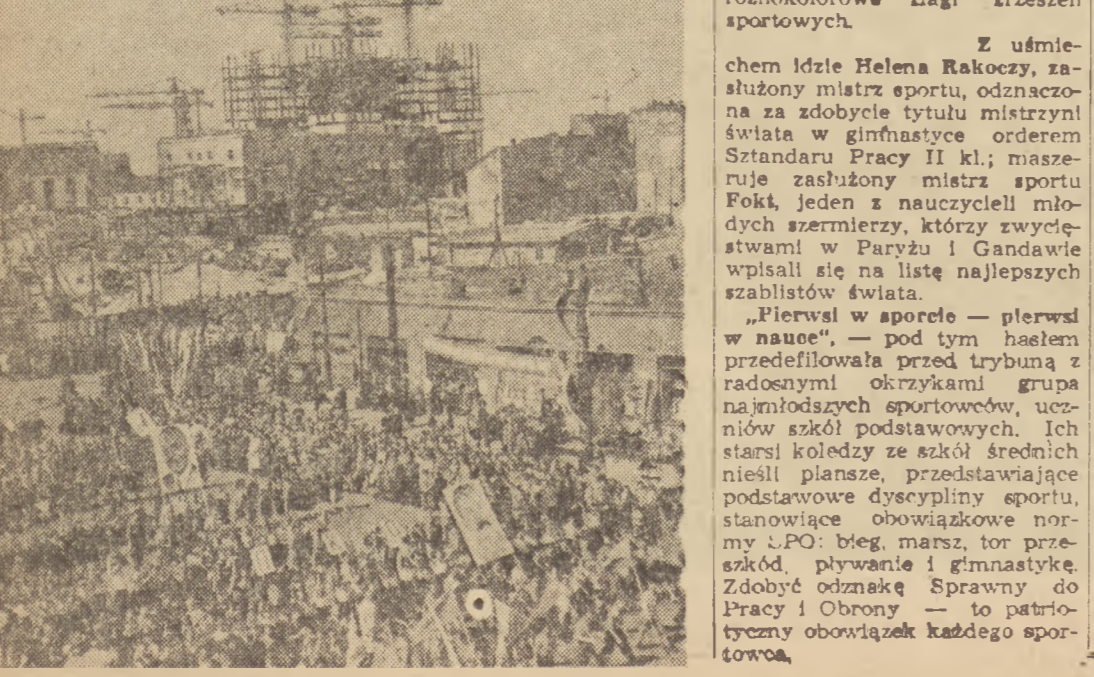 sportowych.
Z uśmie-
chem idzie Helena Rakoczy, za-
służony mistrz sportu, odznaczo-
na za zdobycie tytułu mistrzyni
świata w gimnastyce orderem
Sztandaru Pracy II kl.; masze-
ruje zasłużony mistrz sportu
Fokt, jeden z nauczycieli mło-
dych szermierzy, którzy zwycię-
stwami w Paryżu i Gandawie
wpisali się na listę najlepszych
szablistów świata.
„Pierwsi w sporcie — pierwsi
w nauce", — pod tym hasłem
przedefilowała przed trybuną z
radosnymi okrzykami grupa
najmłodszych sportowców, ucz-
niów szkół podstawowych. Ich
starsi koledzy ze szkół średnich
nieśli plansze, przedstawiające
podstawowe dyscypliny sportu,
stanowiące obowiązkowe nor-
my SPO: bieg, marsz, tor prze-
szkód, pływanie i gimnastykę.
Zdobyć odznakę Sprawny do
Pracy i Obrony — to patrio-
tyczny obowiązek każdego spor-
towca,